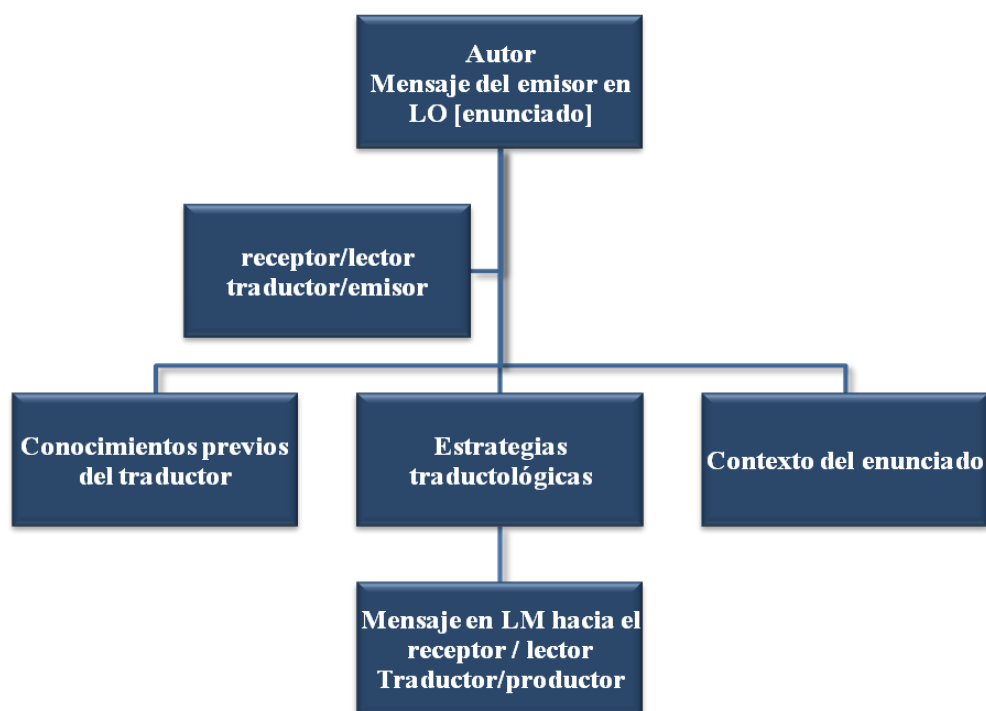 Autor
Mensaje del emisor en
LO [enunciado]
receptor/lector
traductor/emisor
Conocimientos previos
del traductor
Estrategias
traductológicas
Contexto del enunciado
Mensaje en LM hacia el
receptor / lector
Traductor/productor